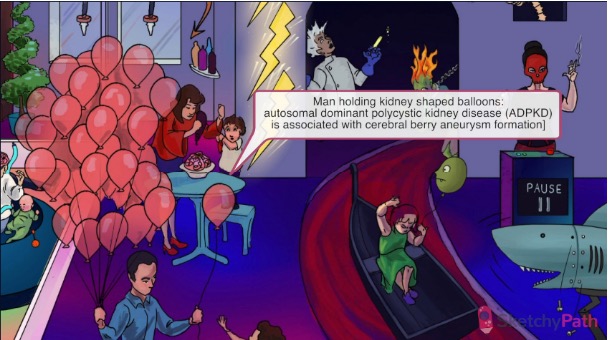 Man holding kidney shaped balloons:
autosomal dominant polycystic kidney disease (ADPKD)
is associated with cerebral berry aneurysm formation]
PAUSE
SketchyPath